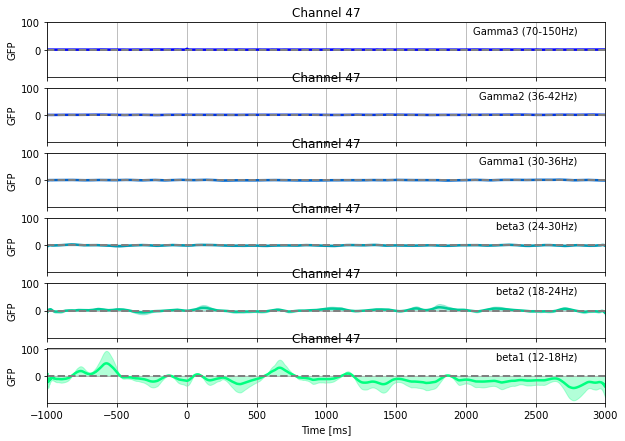 Channel 47
100
0
GFP
Gamma3 (70-150Hz)
Channel 47
100
0
GFP
Gamma2 (36-42Hz)
Channel 47
100
0
GFP
Gamma1 (30-36Hz)
Channel 47
100
0
GFP
beta3 (24-30Hz)
Channel 47
100
0
GFP
beta2 (18-24Hz)
Channel 47
100
0
GFP
beta1 (12-18Hz)
−1000 −500 0 500 1000 1500 2000 2500 3000
Time [ms]